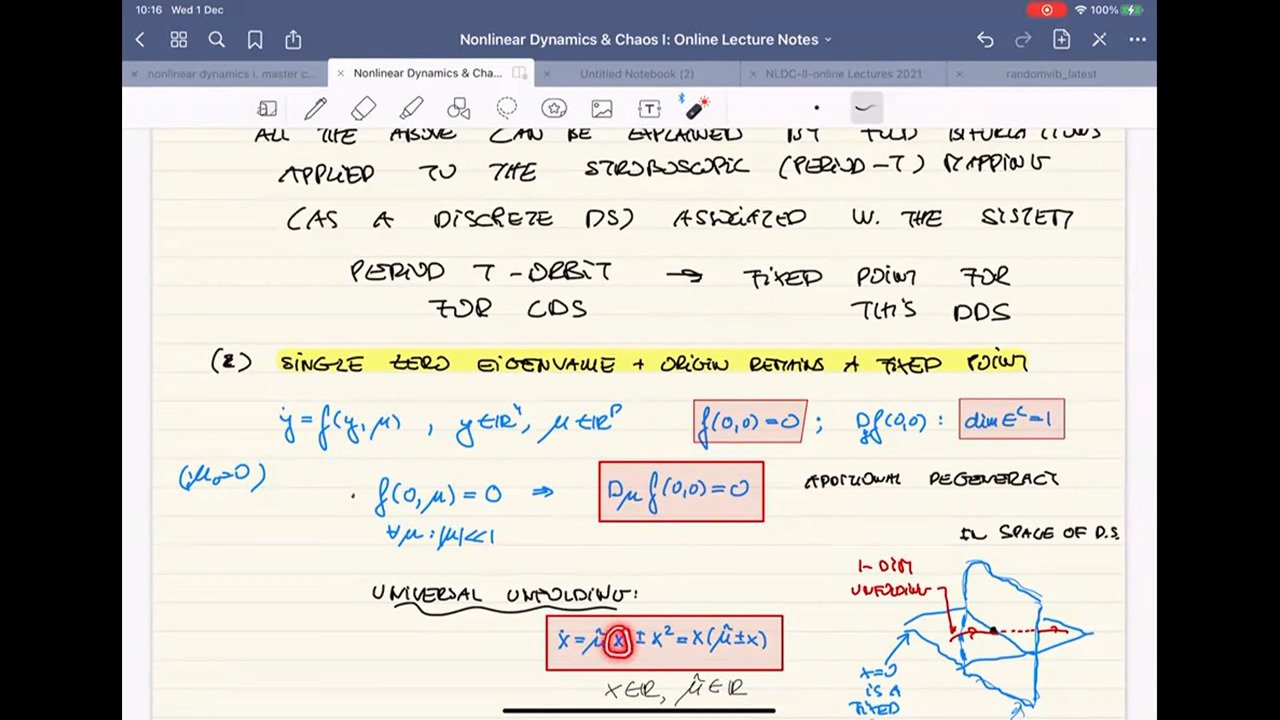 10:16 Wed 1 Dec
100%
Nonlinear Dynamics & Chaos I: Online Lecture Notes
nonlinear dynamics i. master c...
Nonlinear Dynamics & Cha...
Untitled Notebook (2)
NLDC-II-online Lectures 2021
randomvib_latest
ALL THE ABOVE CAN BE EXPLAINED BY FOLD BIFURCATIONS
APPLIED TO THE STROBOSCOPIC (PERIOD-T) MAPPING
(AS A DISCRETE DS) ASSOCIATED W. THE SYSTEM
PERIOD T-ORBIT → FIXED POINT FOR
FOR CDS THIS DDS
(2) SINGLE ZERO EIGENVALUE + ORIGIN REMAINS A FIXED POINT
ẏ = f(y, μ) , y∈ℝⁿ, μ∈ℝᵖ f(0,0)=0 ; D_y f(0,0) : dim Eᶜ=1
(μ₀=0)
f(0,μ)=0 ⇒ D_μ f(0,0)=0 ADDITIONAL DEGENERACY
∀μ : |μ|≪1
IN SPACE OF D.S.
1-DIM
UNFOLDING
UNIVERSAL UNFOLDING:
ẋ = μ̃ x ± x² = x(μ̃ ± x)
x∈ℝ, μ̃∈ℝ
x=0
IS A
FIXED